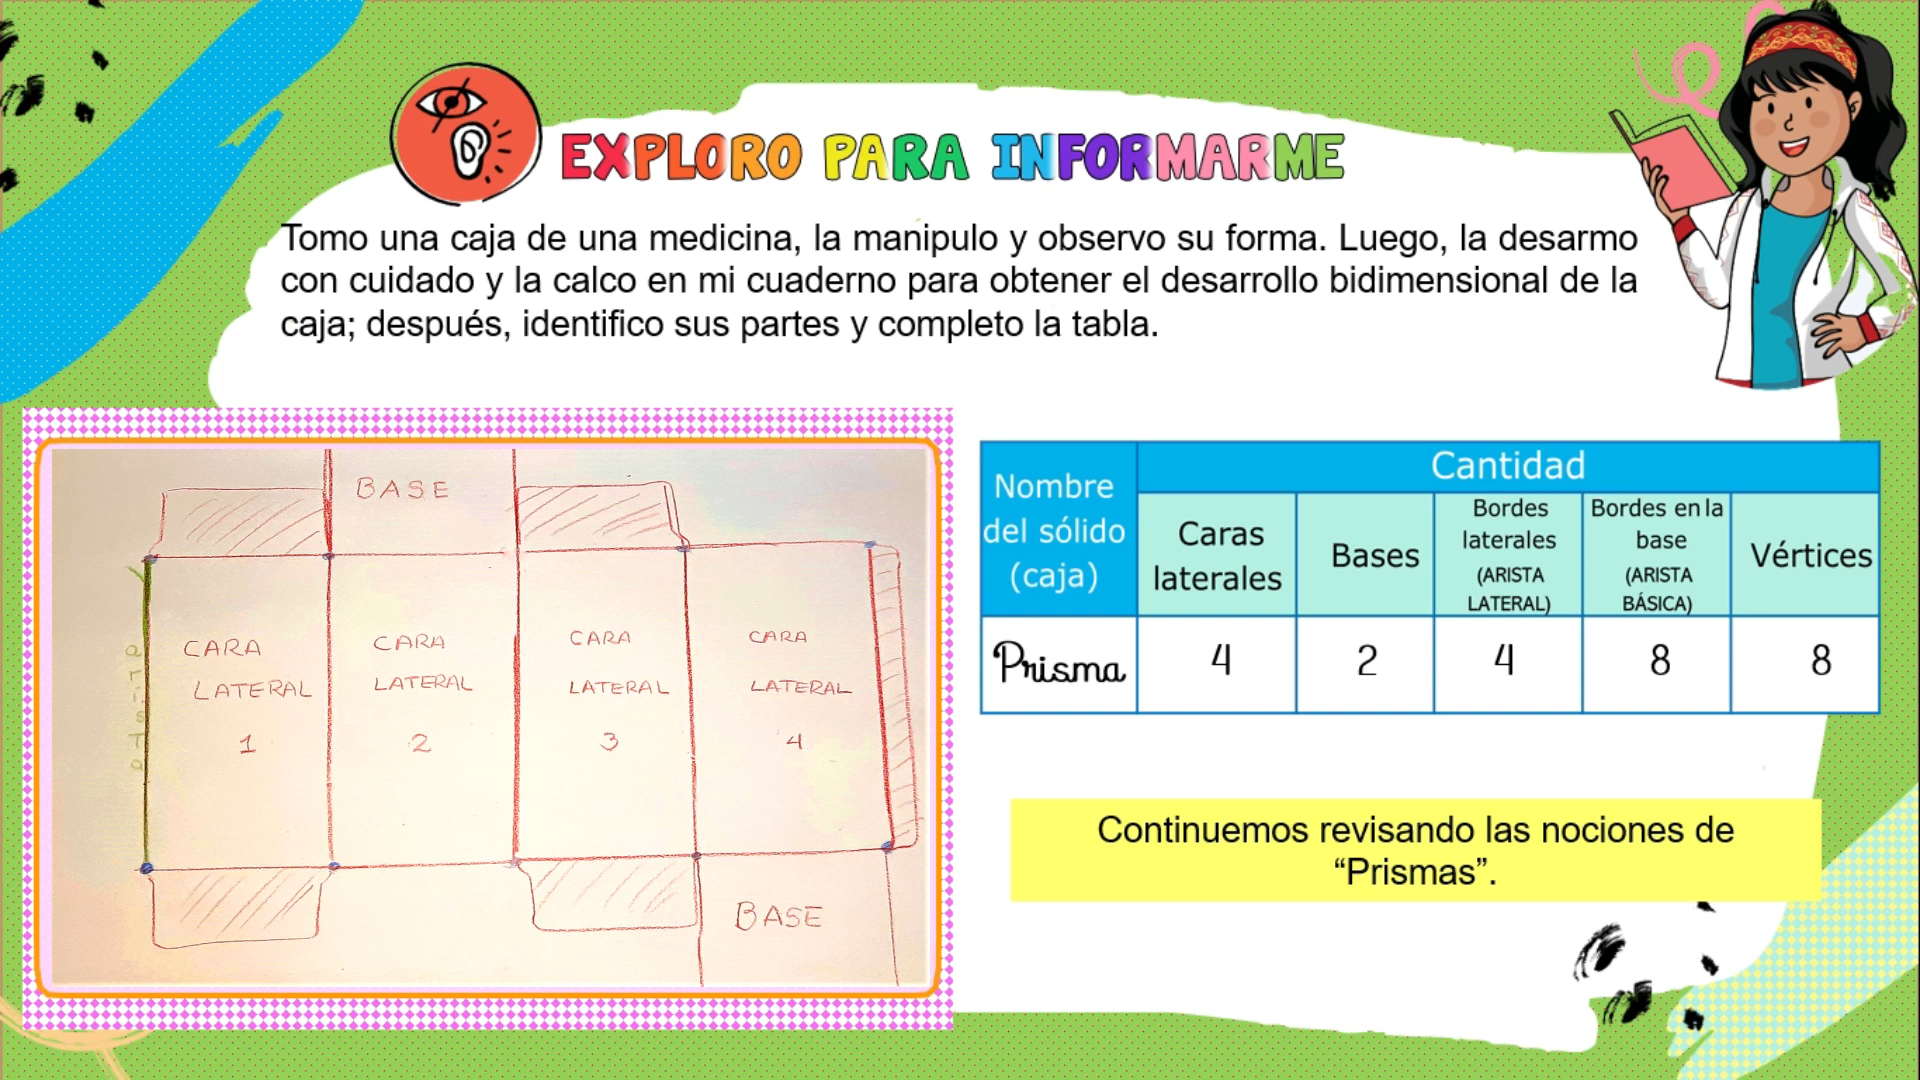 EXPLORO PARA INFORMARME
Tomo una caja de una medicina, la manipulo y observo su forma. Luego, la desarmo
con cuidado y la calco en mi cuaderno para obtener el desarrollo bidimensional de la
caja; después, identifico sus partes y completo la tabla.
BASE
CARA
LATERAL
1
CARA
LATERAL
2
CARA
LATERAL
3
CARA
LATERAL
4
BASE
arista
Nombre
del sólido
(caja)
Cantidad
Caras
laterales
Bases
Bordes
laterales
(ARISTA
LATERAL)
Bordes en la
base
(ARISTA
BÁSICA)
Vértices
Prisma
4
2
4
8
8
Continuemos revisando las nociones de
“Prismas”.